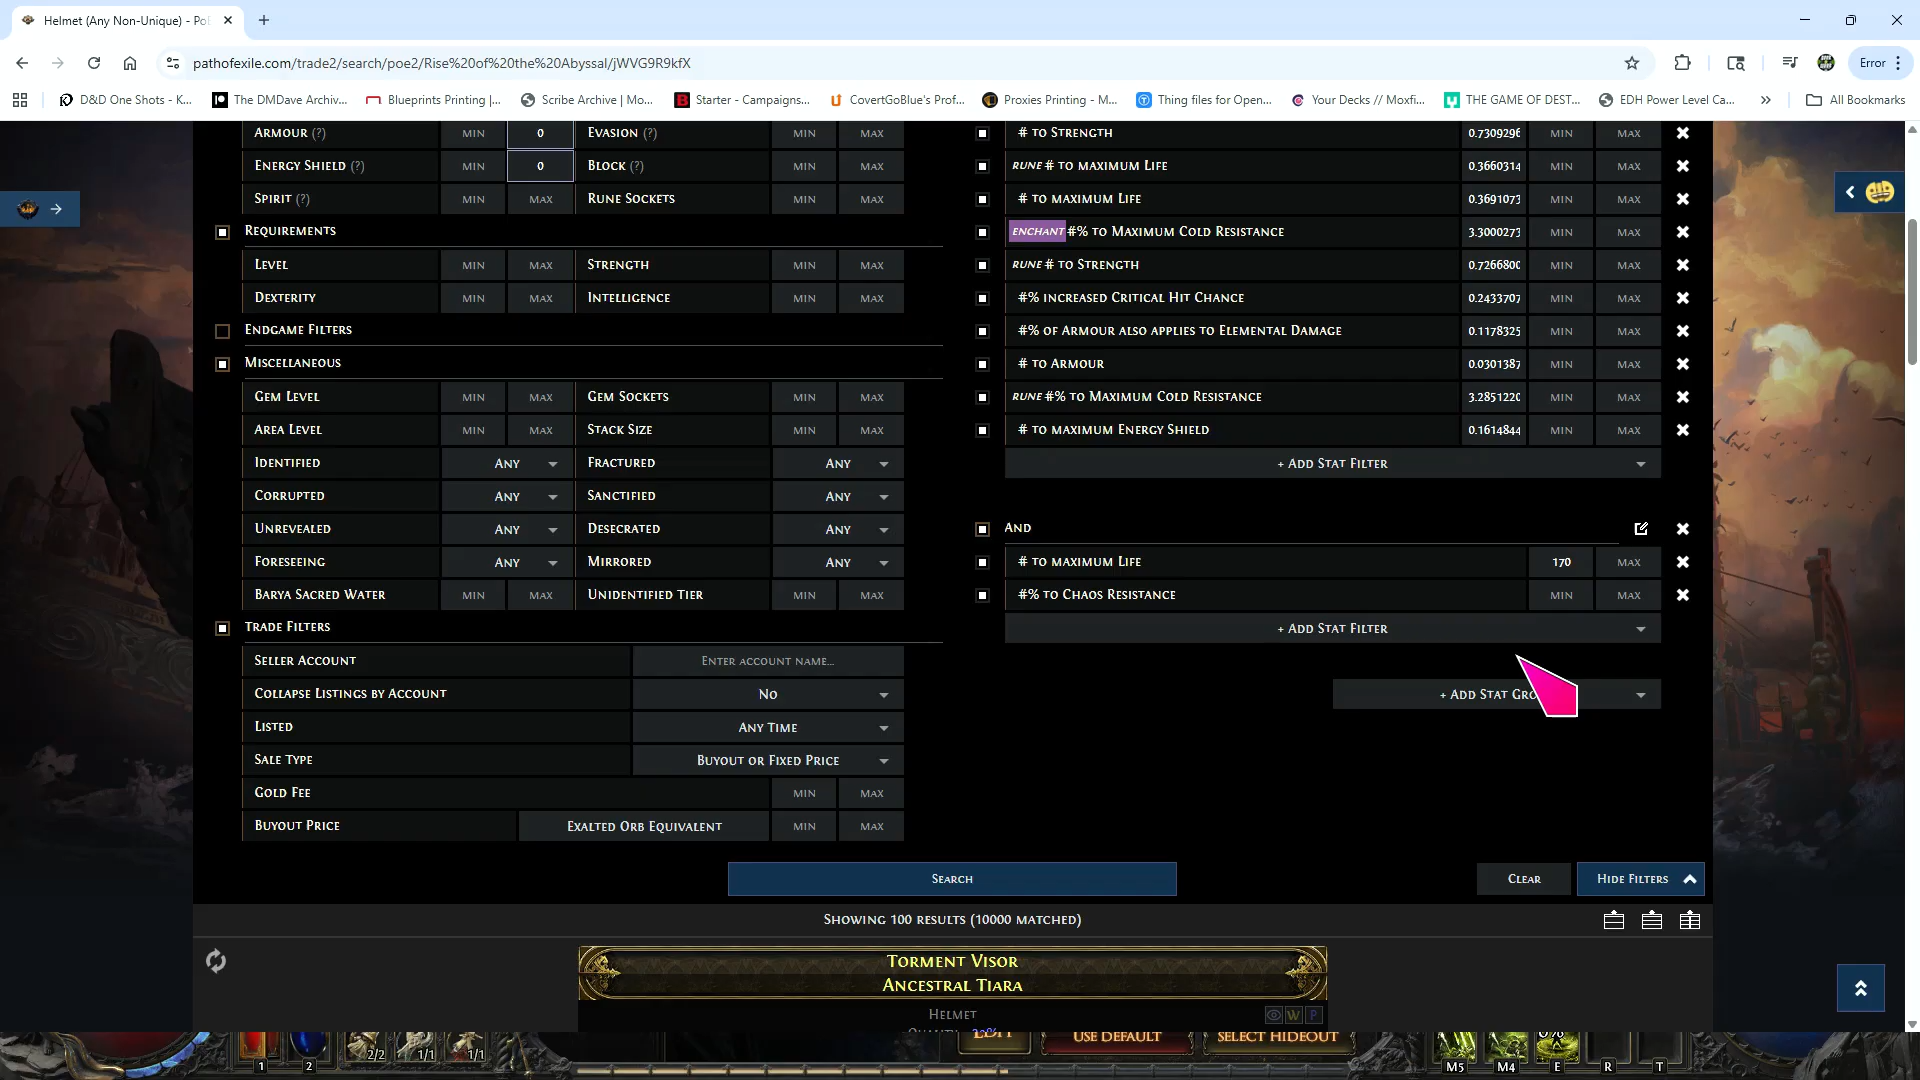 Helmet (Any Non-Unique) - Po
pathofexile.com/trade2/search/poe2/Rise%20of%20the%20Abyssal/jWVG9R9kfX
Error
D&D One Shots - K...
The DMDave Archiv...
Blueprints Printing |...
Scribe Archive | Mo...
Starter - Campaigns...
CovertGoBlue's Prof...
Proxies Printing - M...
Thing files for Open...
Your Decks // Moxfi...
THE GAME OF DEST...
EDH Power Level Ca...
All Bookmarks
Armour (?) MIN 0 Evasion (?) MIN MAX
Energy Shield (?) MIN 0 Block (?) MIN MAX
Spirit (?) MIN MAX Rune Sockets MIN MAX
Requirements
Level MIN MAX Strength MIN MAX
Dexterity MIN MAX Intelligence MIN MAX
Endgame Filters
Miscellaneous
Gem Level MIN MAX Gem Sockets MIN MAX
Area Level MIN MAX Stack Size MIN MAX
Identified Any Fractured Any
Corrupted Any Sanctified Any
Unrevealed Any Desecrated Any
Foreseeing Any Mirrored Any
Barya Sacred Water MIN MAX Unidentified Tier MIN MAX
Trade Filters
Seller Account Enter account name...
Collapse Listings by Account No
Listed Any Time
Sale Type Buyout or Fixed Price
Gold Fee MIN MAX
Buyout Price Exalted Orb Equivalent MIN MAX
# to Strength 0.7309296 MIN MAX
RUNE # to maximum Life 0.3660314 MIN MAX
# to maximum Life 0.3691073 MIN MAX
ENCHANT #% to Maximum Cold Resistance 3.3000273 MIN MAX
RUNE # to Strength 0.7266800 MIN MAX
#% increased Critical Hit Chance 0.2433707 MIN MAX
#% of Armour also applies to Elemental Damage 0.1178325 MIN MAX
# to Armour 0.0301387 MIN MAX
RUNE #% to Maximum Cold Resistance 3.2851220 MIN MAX
# to maximum Energy Shield 0.1614844 MIN MAX
+ Add Stat Filter
And
# to maximum Life 170 MAX
#% to Chaos Resistance MIN MAX
+ Add Stat Filter
+ Add Stat Gro
Search
Clear
Hide Filters
Showing 100 results (10000 matched)
Torment Visor
Ancestral Tiara
Helmet
W P
1 2 2/2 1/1 1/1
EDIT
USE DEFAULT
SELECT HIDEOUT
M5 M4 E R T